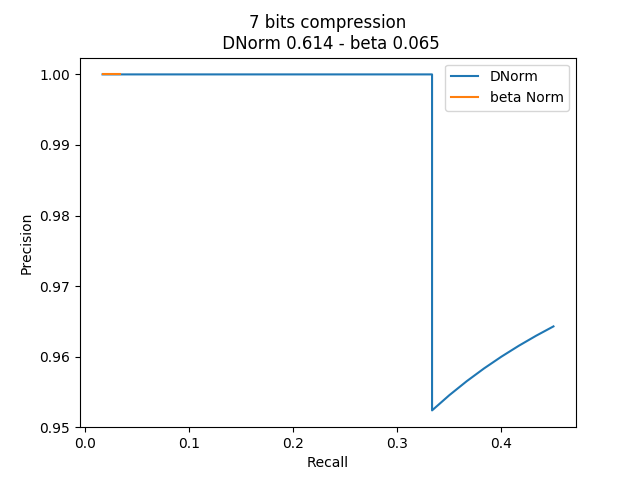 7 bits compression
DNorm 0.614 - beta 0.065
1.00
0.99
0.98
0.97
0.96
0.95
Precision
DNorm
beta Norm
0.0
0.1
0.2
0.3
0.4
Recall